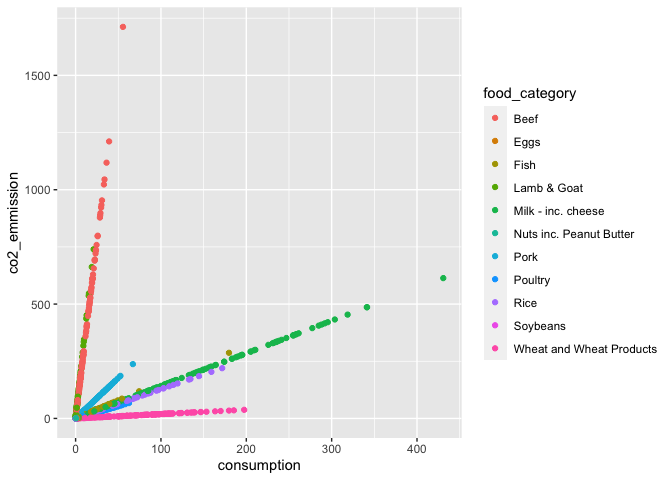 co2_emmission
1500
1000
500
0
0
100
200
300
400
consumption
food_category
Beef
Eggs
Fish
Lamb & Goat
Milk - inc. cheese
Nuts inc. Peanut Butter
Pork
Poultry
Rice
Soybeans
Wheat and Wheat Products